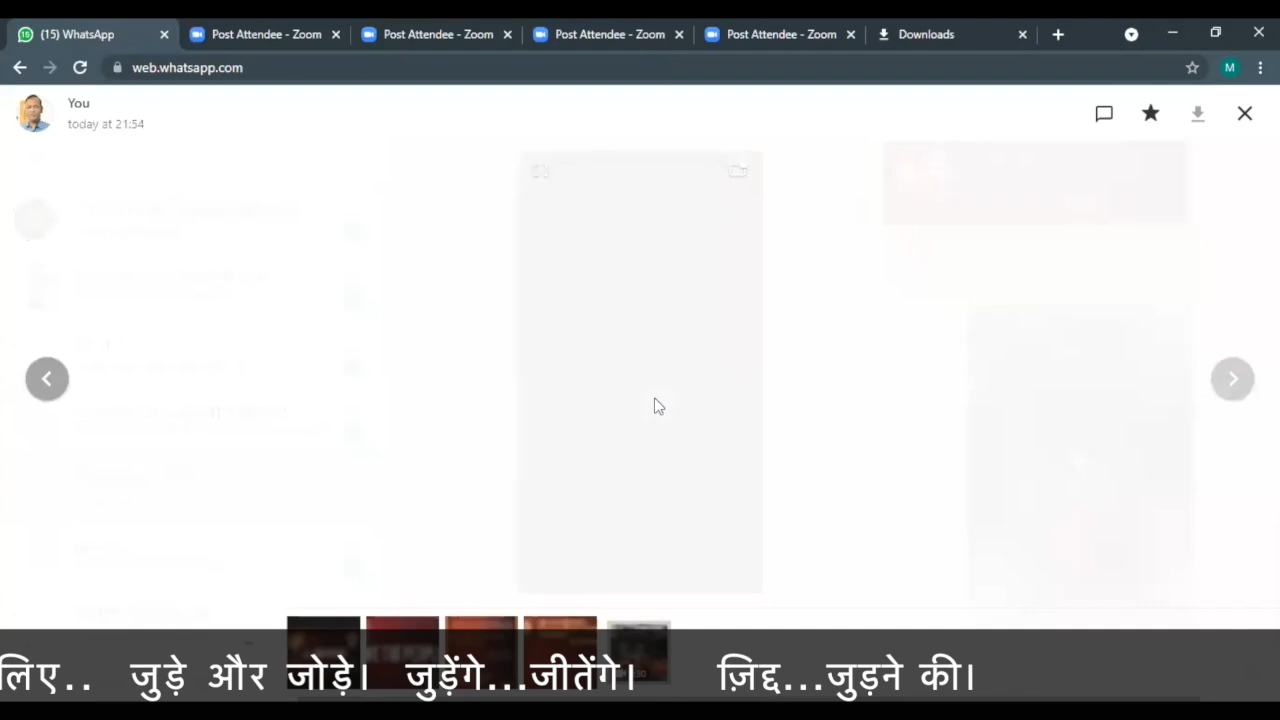 (15) WhatsApp
Post Attendee - Zoom
Post Attendee - Zoom
Post Attendee - Zoom
Post Attendee - Zoom
Downloads
web.whatsapp.com
M
You
today at 21:54
लिए.. जुड़े और जोंड़े। जुड़ेंगे...जीतेंगे। ज़िद्द...जुड़ने की।